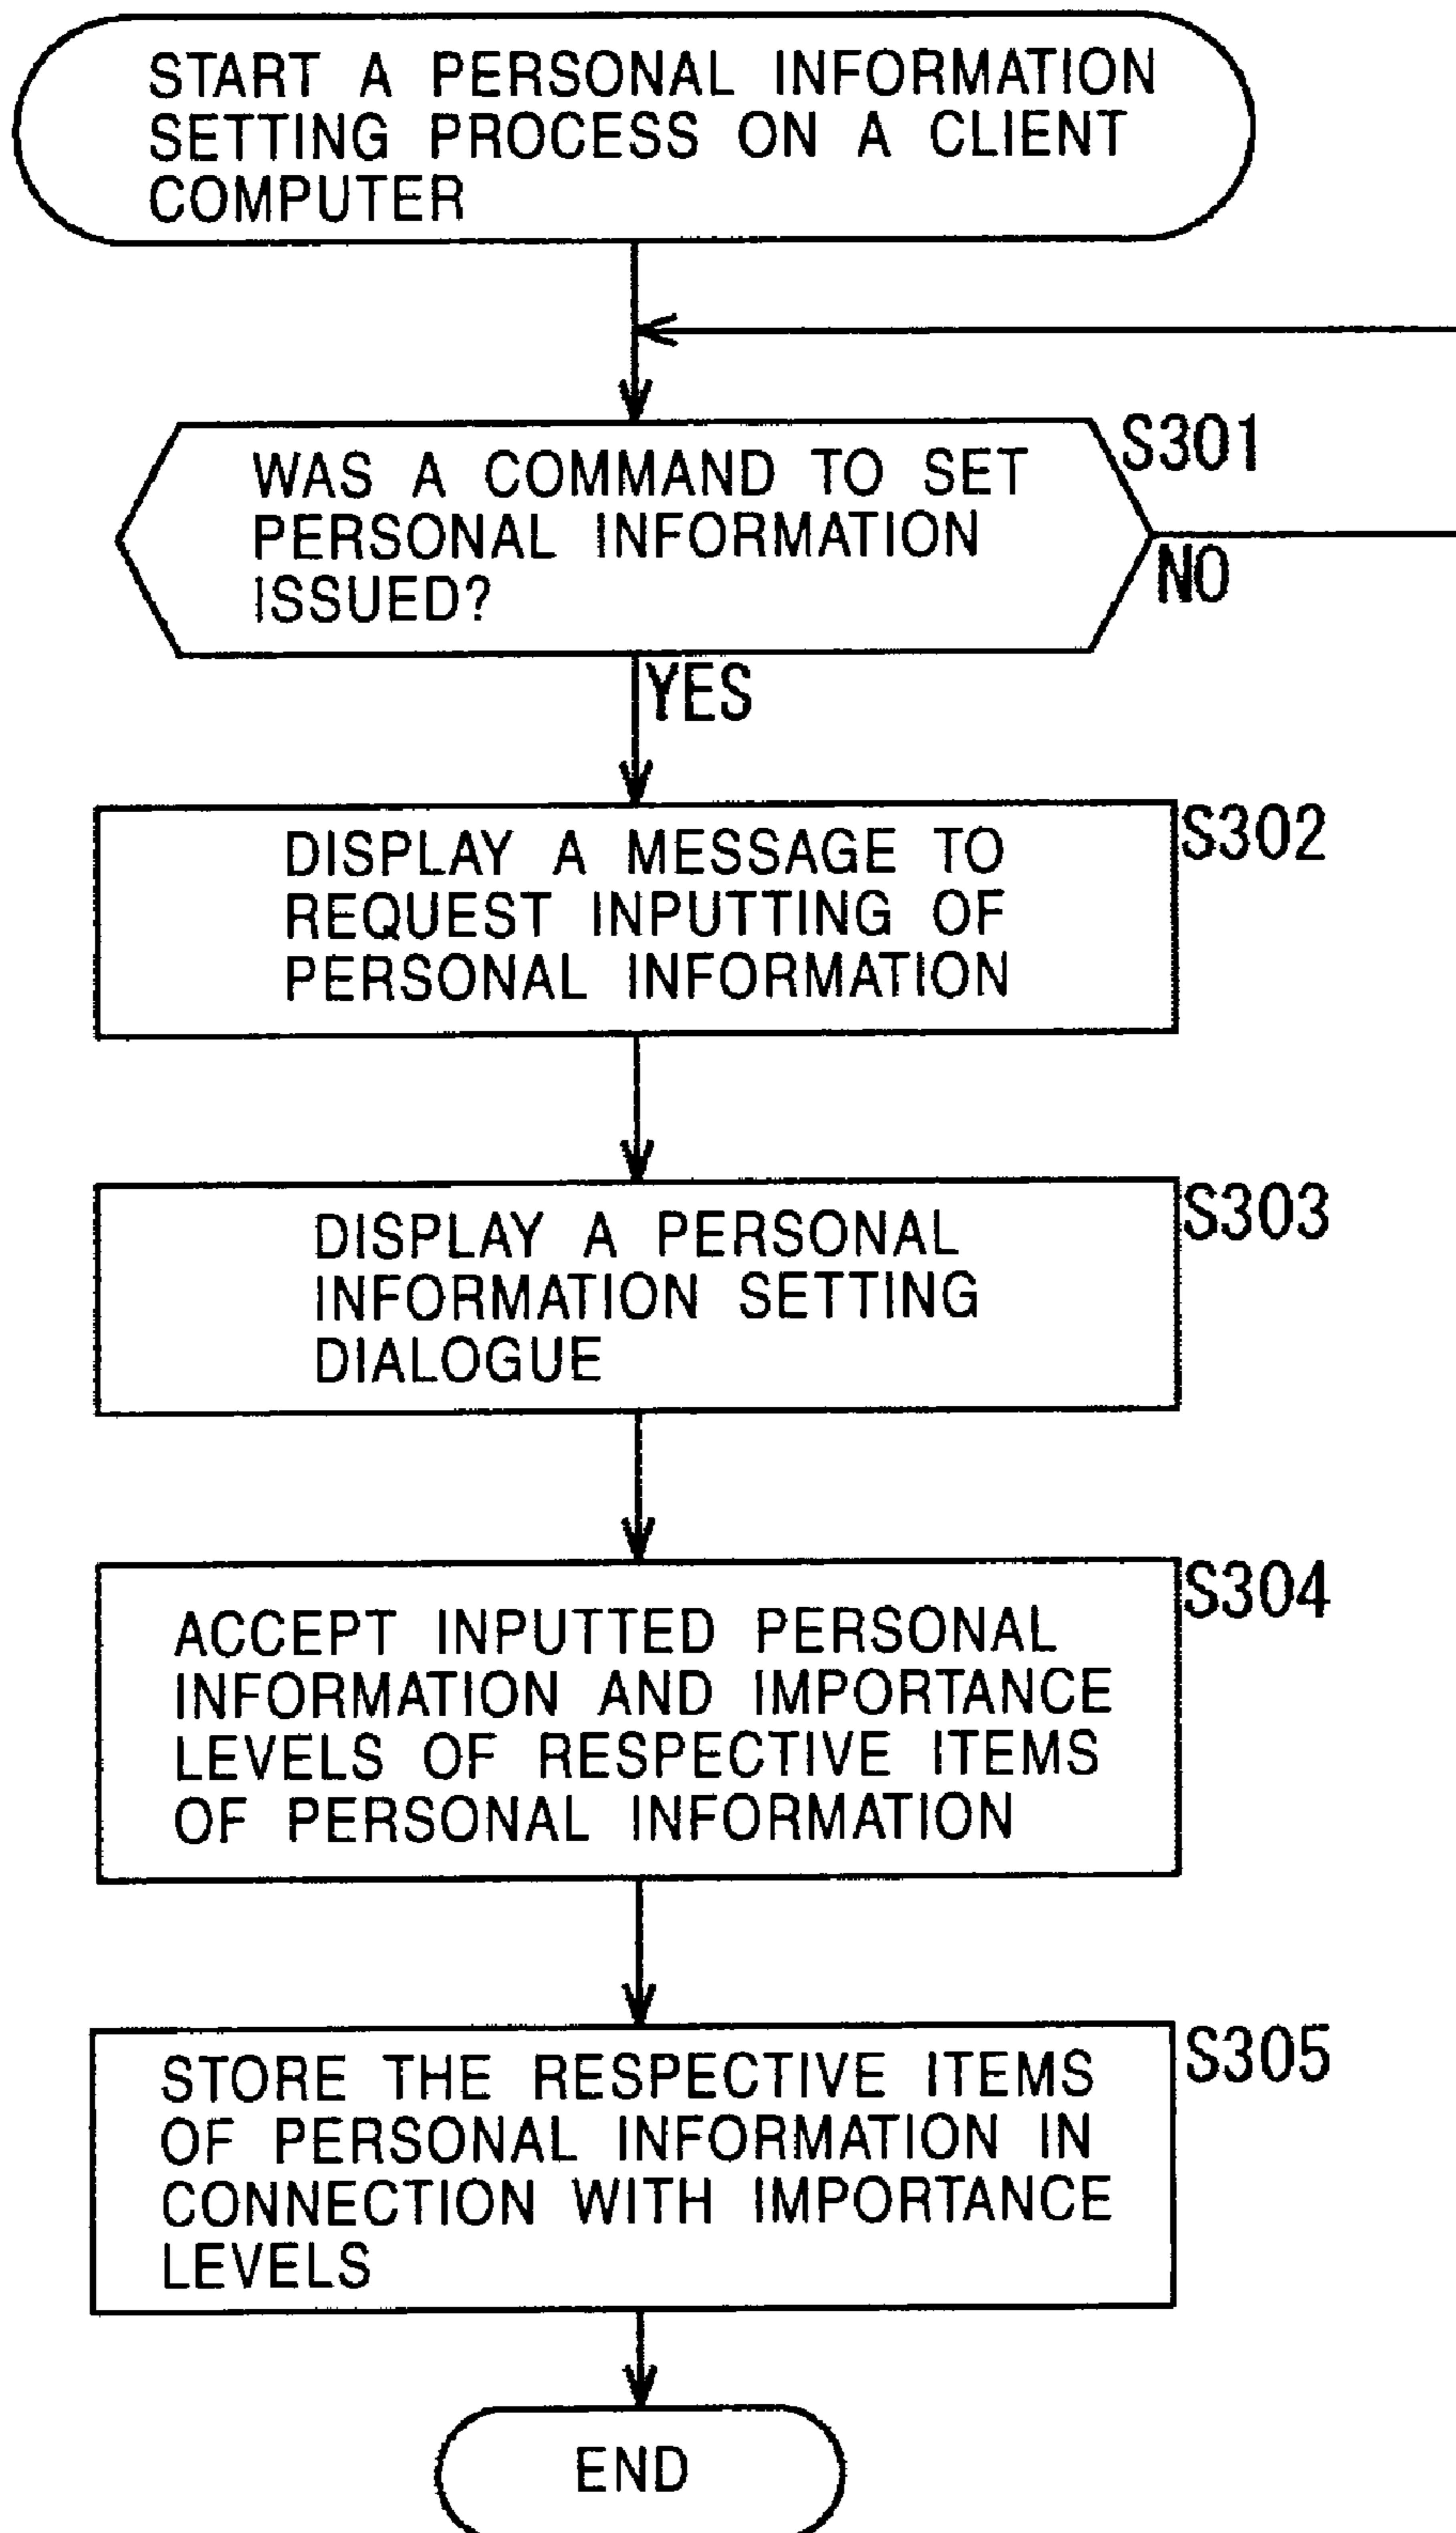 START A PERSONAL INFORMATION
SETTING PROCESS ON A CLIENT
COMPUTER
S301
WAS A COMMAND TO SET
PERSONAL INFORMATION
ISSUED?
NO
YES
S302
DISPLAY A MESSAGE TO
REQUEST INPUTTING OF
PERSONAL INFORMATION
S303
DISPLAY A PERSONAL
INFORMATION SETTING
DIALOGUE
S304
ACCEPT INPUTTED PERSONAL
INFORMATION AND IMPORTANCE
LEVELS OF RESPECTIVE ITEMS
OF PERSONAL INFORMATION
S305
STORE THE RESPECTIVE ITEMS
OF PERSONAL INFORMATION IN
CONNECTION WITH IMPORTANCE
LEVELS
END